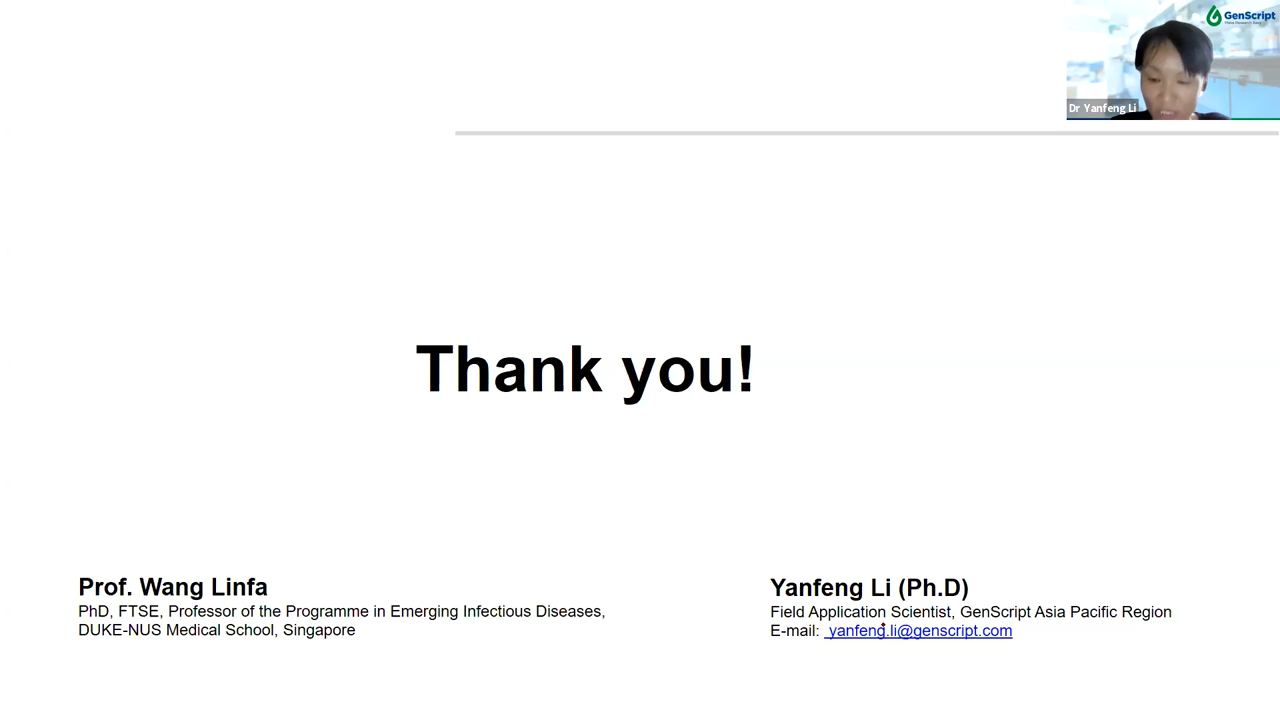 GenScript
Dr Yanfeng Li
Thank you!
Prof. Wang Linfa
PhD, FTSE, Professor of the Programme in Emerging Infectious Diseases,
DUKE-NUS Medical School, Singapore
Yanfeng Li (Ph.D)
Field Application Scientist, GenScript Asia Pacific Region
E-mail: yanfeng.li@genscript.com